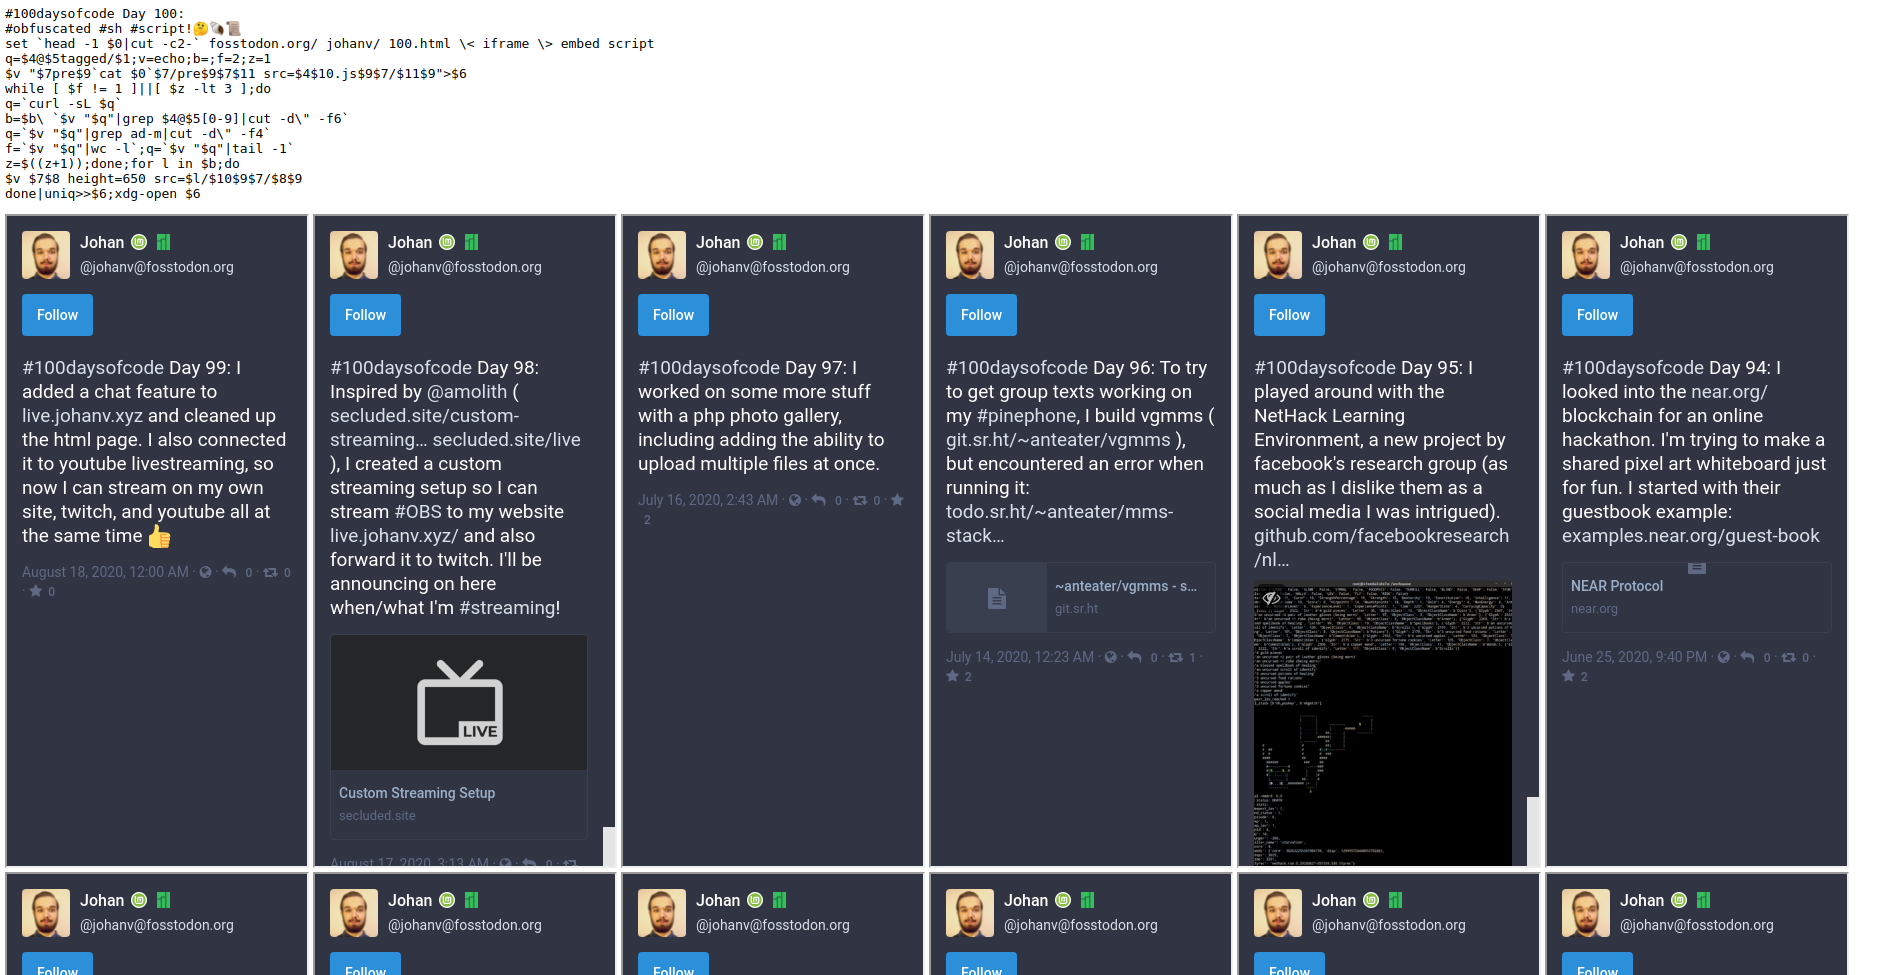 #100daysofcode Day 100:
#obfuscated #sh #script!🤔🐚📜
set `head -1 $0|cut -c2-` fosstodon.org/ johanv/ 100.html \< iframe \> embed script
q=$4@$5tagged/$1;v=echo;b=;f=2;z=1
$v "$7pre$9`cat $0`$7/pre$9$7$11 src=$4$10.js$9$7/$11$9">$6
while [ $f != 1 ]||[ $z -lt 3 ];do
q=`curl -sL $q`
b=$b\ `$v "$q"|grep $4@$5[0-9]|cut -d\" -f6`
q=`$v "$q"|grep ad-m|cut -d\" -f4`
f=`$v "$q"|wc -l`;q=`$v "$q"|tail -1`
z=$((z+1));done;for l in $b;do
$v $7$8 height=650 src=$l/$10$9$7/$8$9
done|uniq>>$6;xdg-open $6
Johan
@johanv@fosstodon.org
Follow
#100daysofcode Day 99: I
added a chat feature to
live.johanv.xyz and cleaned up
the html page. I also connected
it to youtube livestreaming, so
now I can stream on my own
site, twitch, and youtube all at
the same time 👍
August 18, 2020, 12:00 AM · 0 · 0
· 0
Johan
@johanv@fosstodon.org
Follow
#100daysofcode Day 98:
Inspired by @amolith (
secluded.site/custom-
streaming… secluded.site/live
), I created a custom
streaming setup so I can
stream #OBS to my website
live.johanv.xyz/ and also
forward it to twitch. I'll be
announcing on here
when/what I'm #streaming!
LIVE
Custom Streaming Setup
secluded.site
August 17, 2020, 3:13 AM · 0 ·
Johan
@johanv@fosstodon.org
Follow
#100daysofcode Day 97: I
worked on some more stuff
with a php photo gallery,
including adding the ability to
upload multiple files at once.
July 16, 2020, 2:43 AM · 0 · 0 ·
2
Johan
@johanv@fosstodon.org
Follow
#100daysofcode Day 96: To try
to get group texts working on
my #pinephone, I build vgmms (
git.sr.ht/~anteater/vgmms ),
but encountered an error when
running it:
todo.sr.ht/~anteater/mms-
stack…
~anteater/vgmms - s…
git.sr.ht
July 14, 2020, 12:23 AM · 0 · 1 ·
2
Johan
@johanv@fosstodon.org
Follow
#100daysofcode Day 95: I
played around with the
NetHack Learning
Environment, a new project by
facebook's research group (as
much as I dislike them as a
social media I was intrigued).
github.com/facebookresearch
/nl…
Johan
@johanv@fosstodon.org
Follow
#100daysofcode Day 94: I
looked into the near.org/
blockchain for an online
hackathon. I'm trying to make a
shared pixel art whiteboard just
for fun. I started with their
guestbook example:
examples.near.org/guest-book
NEAR Protocol
near.org
June 25, 2020, 9:40 PM · 0 · 0 ·
2
Johan
@johanv@fosstodon.org
Follow
Johan
@johanv@fosstodon.org
Follow
Johan
@johanv@fosstodon.org
Follow
Johan
@johanv@fosstodon.org
Follow
Johan
@johanv@fosstodon.org
Follow
Johan
@johanv@fosstodon.org
Follow